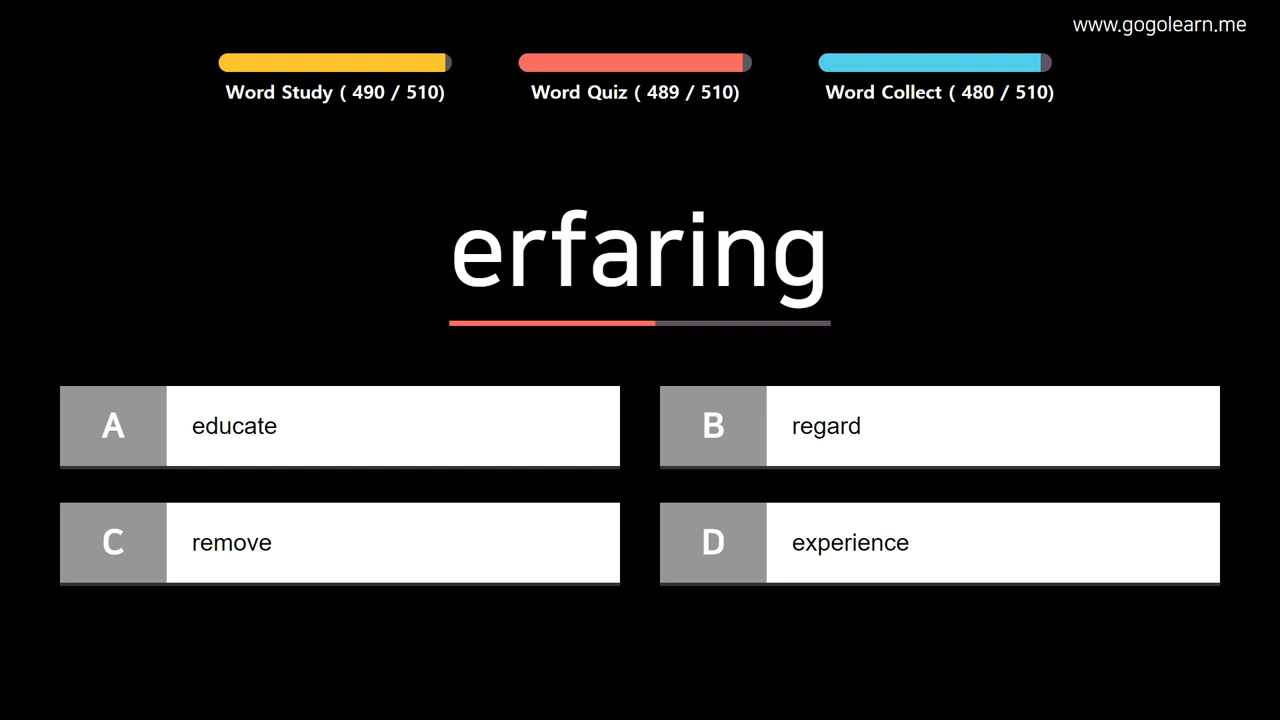 www.gogolearn.me
Word Study ( 490 / 510)
Word Quiz ( 489 / 510)
Word Collect ( 480 / 510)
erfaring
A educate
B regard
C remove
D experience